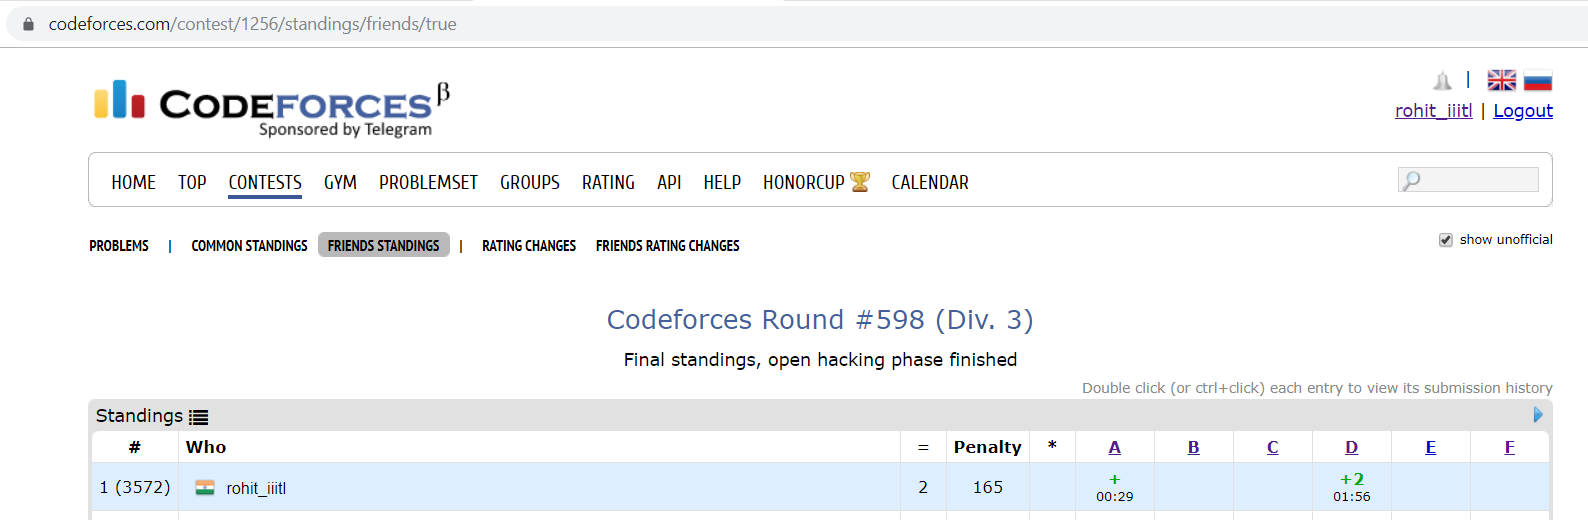 codeforces.com/contest/1256/standings/friends/true
CODEFORCES β
Sponsored by Telegram
|
rohit_iiitl | Logout
HOME TOP CONTESTS GYM PROBLEMSET GROUPS RATING API HELP HONORCUP CALENDAR
PROBLEMS | COMMON STANDINGS FRIENDS STANDINGS | RATING CHANGES FRIENDS RATING CHANGES
show unofficial
Codeforces Round #598 (Div. 3)
Final standings, open hacking phase finished
Double click (or ctrl+click) each entry to view its submission history
Standings
# Who = Penalty * A B C D E F
1 (3572) rohit_iiitl 2 165 + +2
00:29 01:56